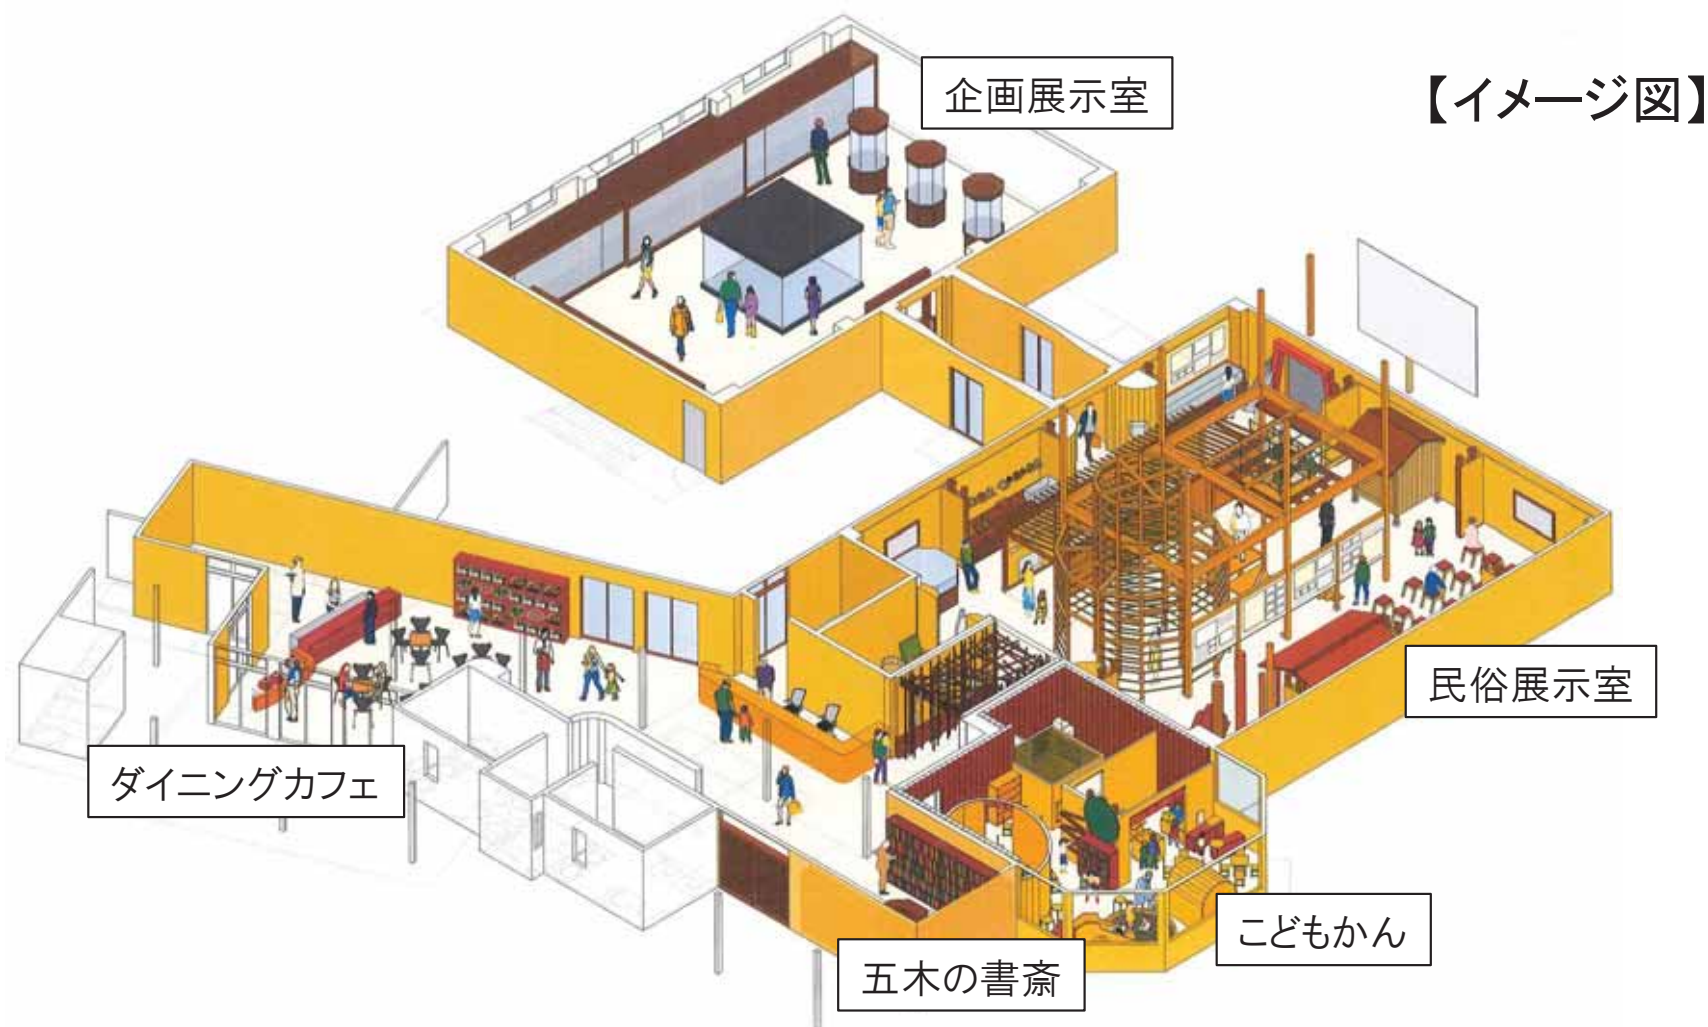 企画展示室
【イメージ図】
民俗展示室
ダイニングカフェ
こどもかん
五木の書斎